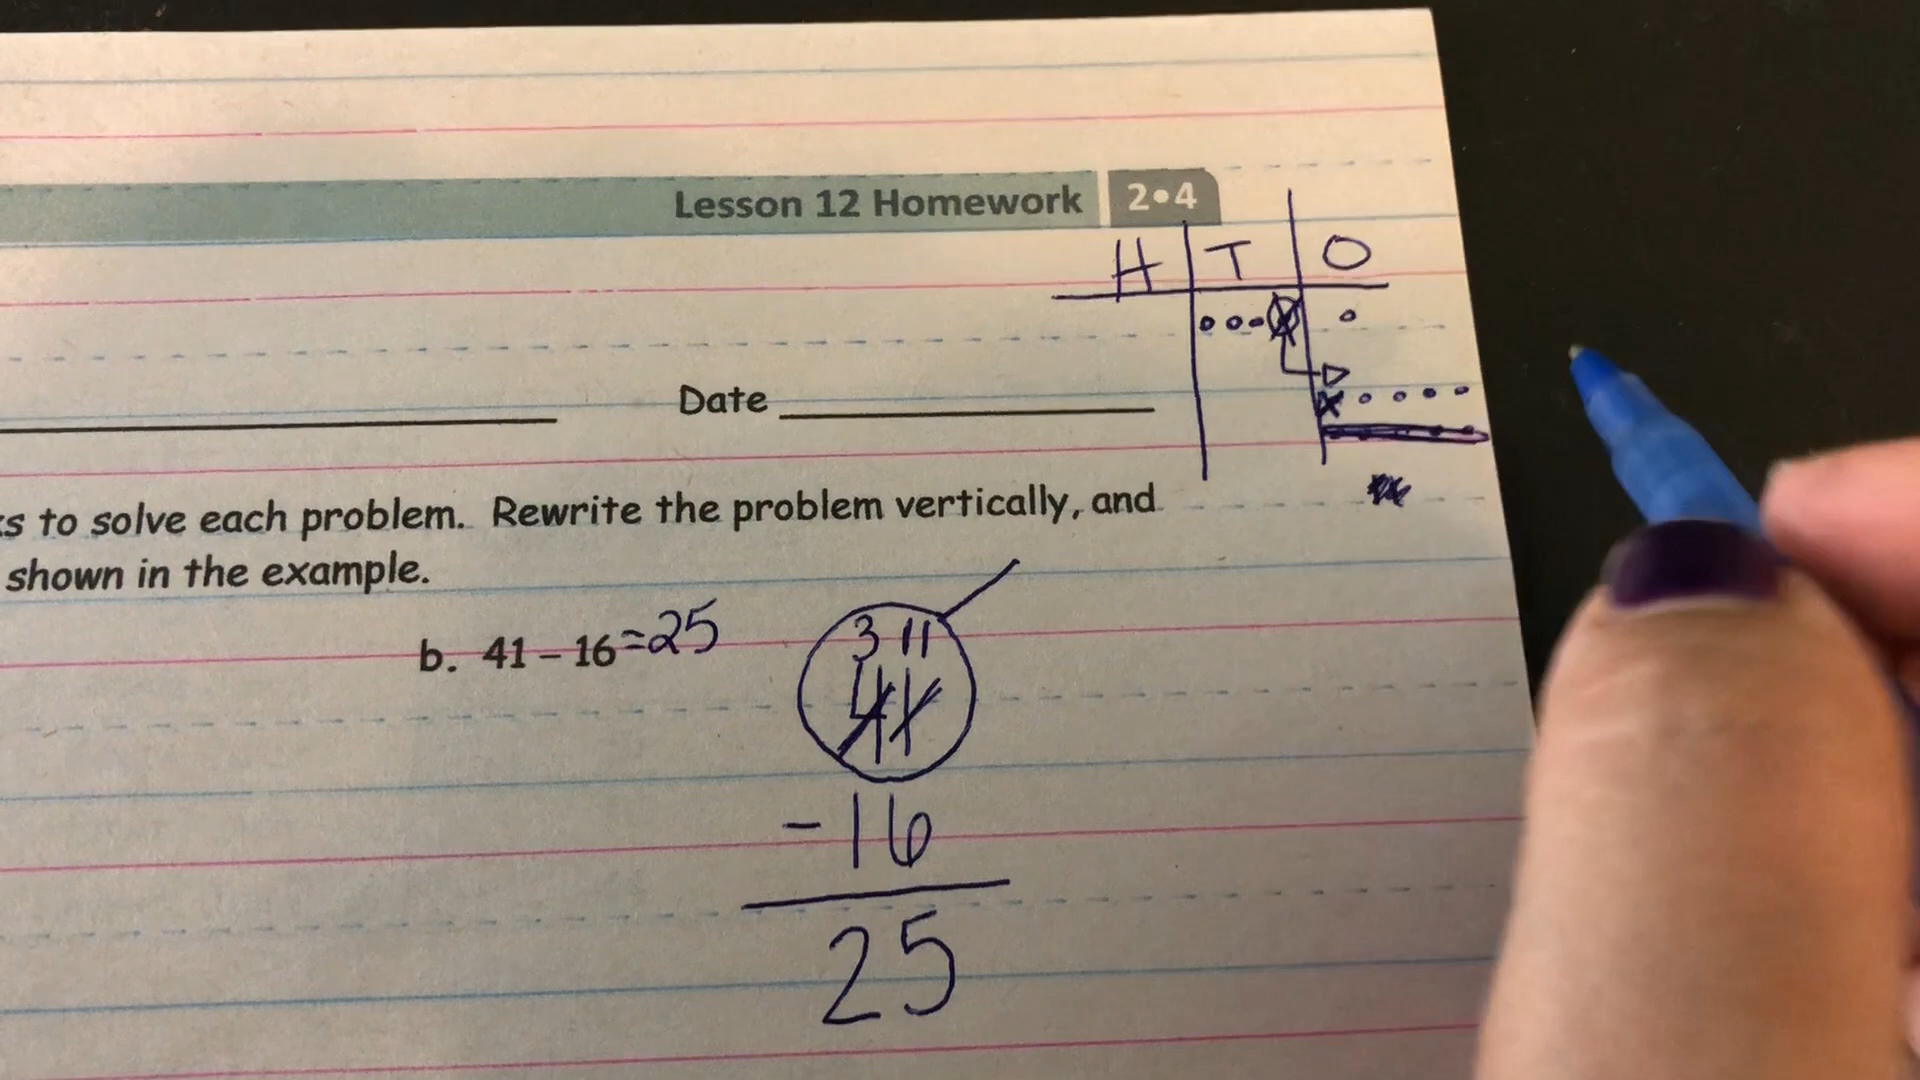 Lesson 12 Homework 2•4
H T O
Date
s to solve each problem. Rewrite the problem vertically, and
shown in the example.
b. 41 – 16 =25
3 11
41
- 16
25